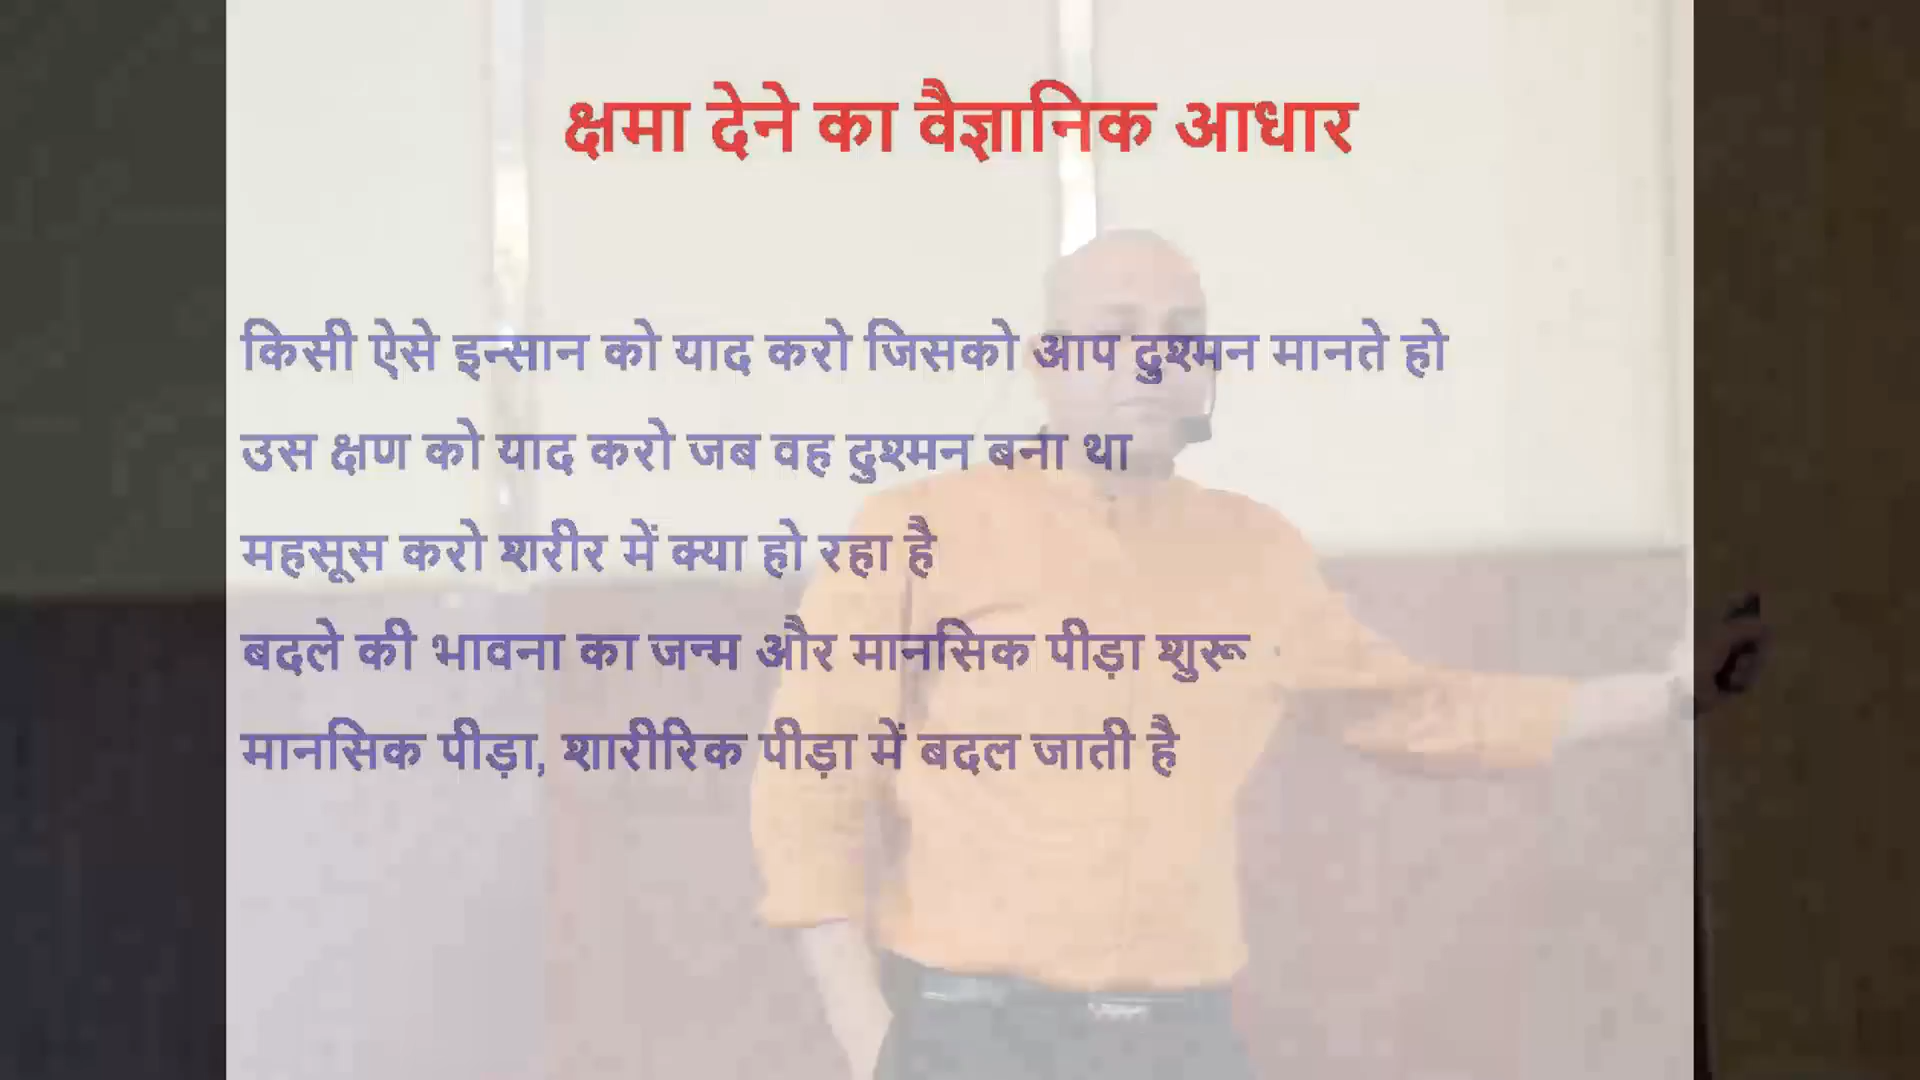 क्षमा देने का वैज्ञानिक आधार
किसी ऐसे इन्सान को याद करो जिसको आप दुश्मन मानते हो
उस क्षण को याद करो जब वह दुश्मन बना था
महसूस करो शरीर में क्या हो रहा है
बदले की भावना का जन्म और मानसिक पीड़ा शुरू
मानसिक पीड़ा, शारीरिक पीड़ा में बदल जाती है